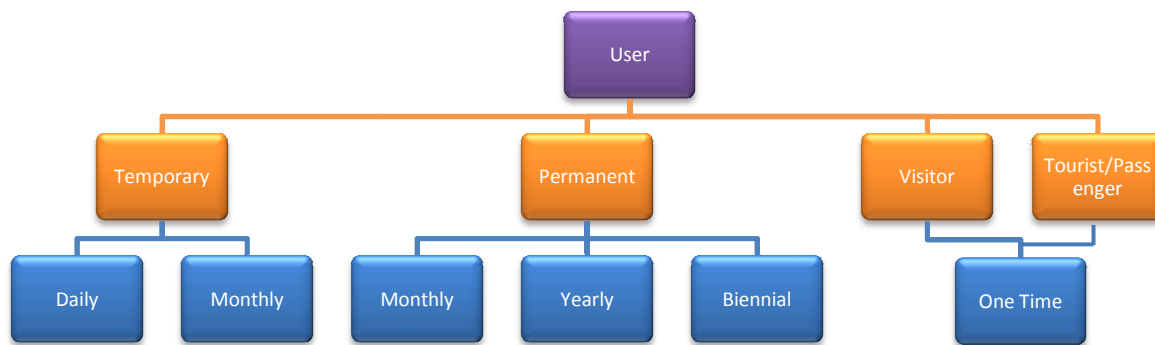 User
Temporary
Permanent
Visitor
Tourist/Pass
enger
Daily
Monthly
Monthly
Yearly
Biennial
One Time